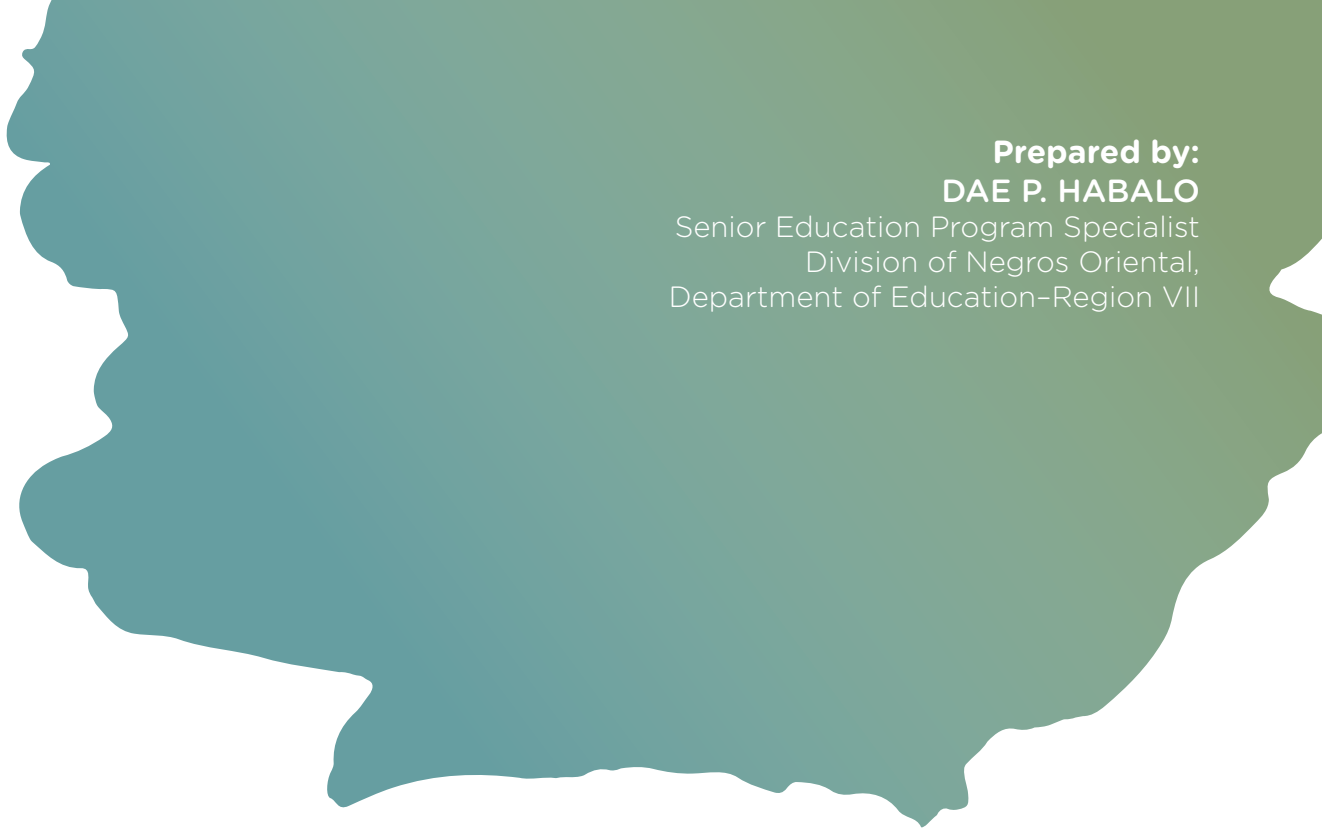 Prepared by:
DAE P. HABALO
Senior Education Program Specialist
Division of Negros Oriental,
Department of Education–Region VII